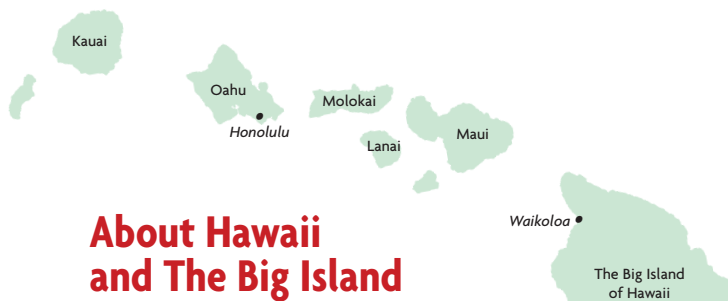 Kauai
Oahu
Honolulu
Molokai
Lanai
Maui
Waikoloa
The Big Island
of Hawaii
About Hawaii
and The Big Island